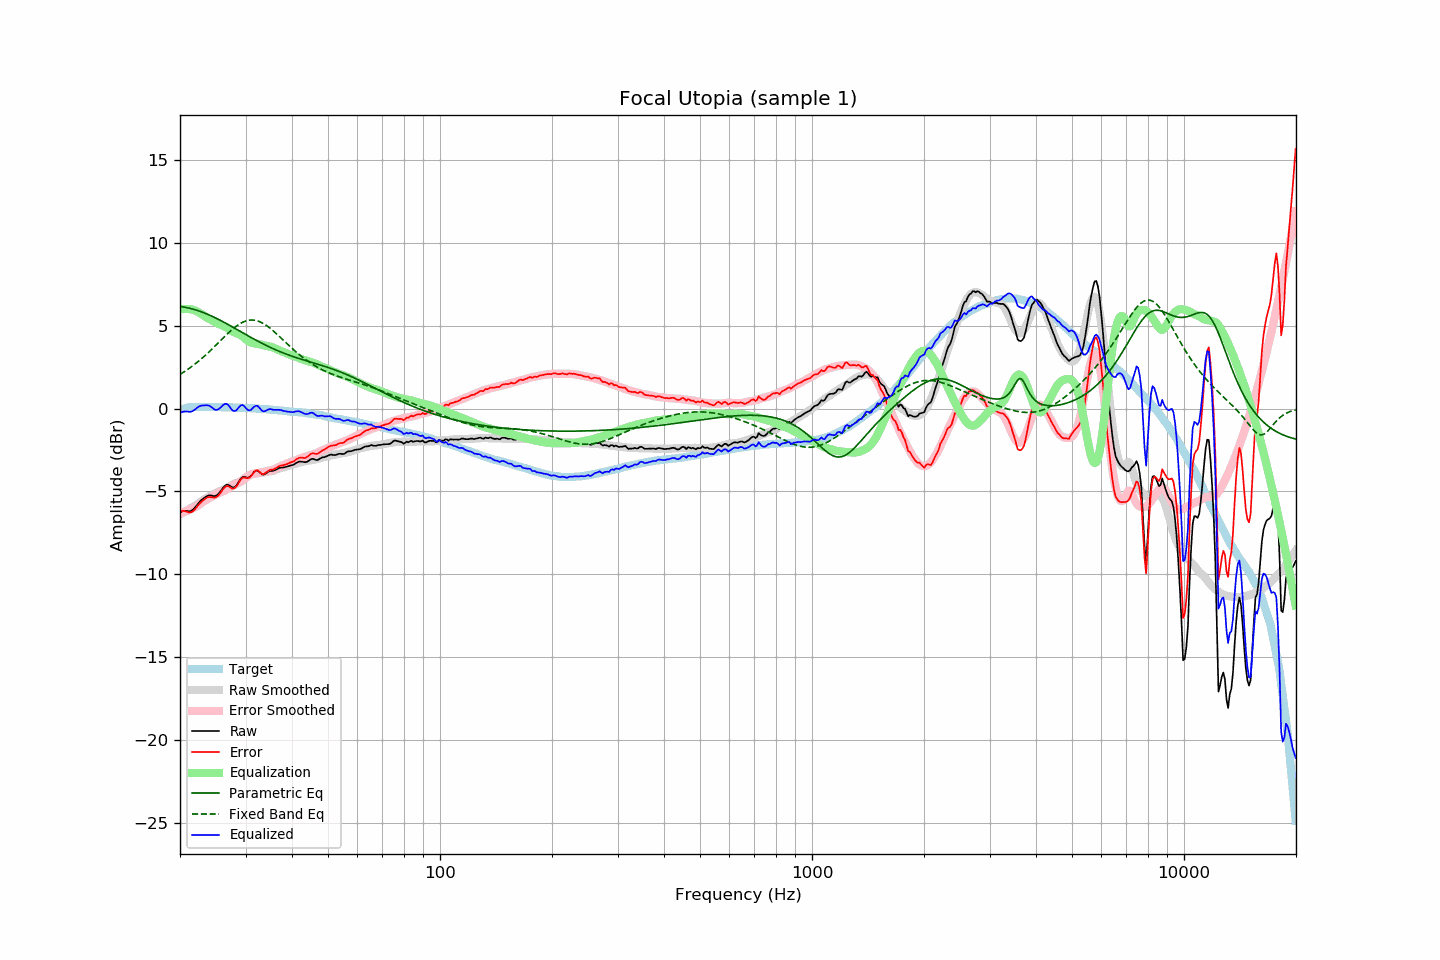 Focal Utopia (sample 1)
15
10
5
0
−5
−10
−15
−20
−25
Amplitude (dBr)
Target
Raw Smoothed
Error Smoothed
Raw
Error
Equalization
Parametric Eq
Fixed Band Eq
Equalized
100
1000
10000
Frequency (Hz)